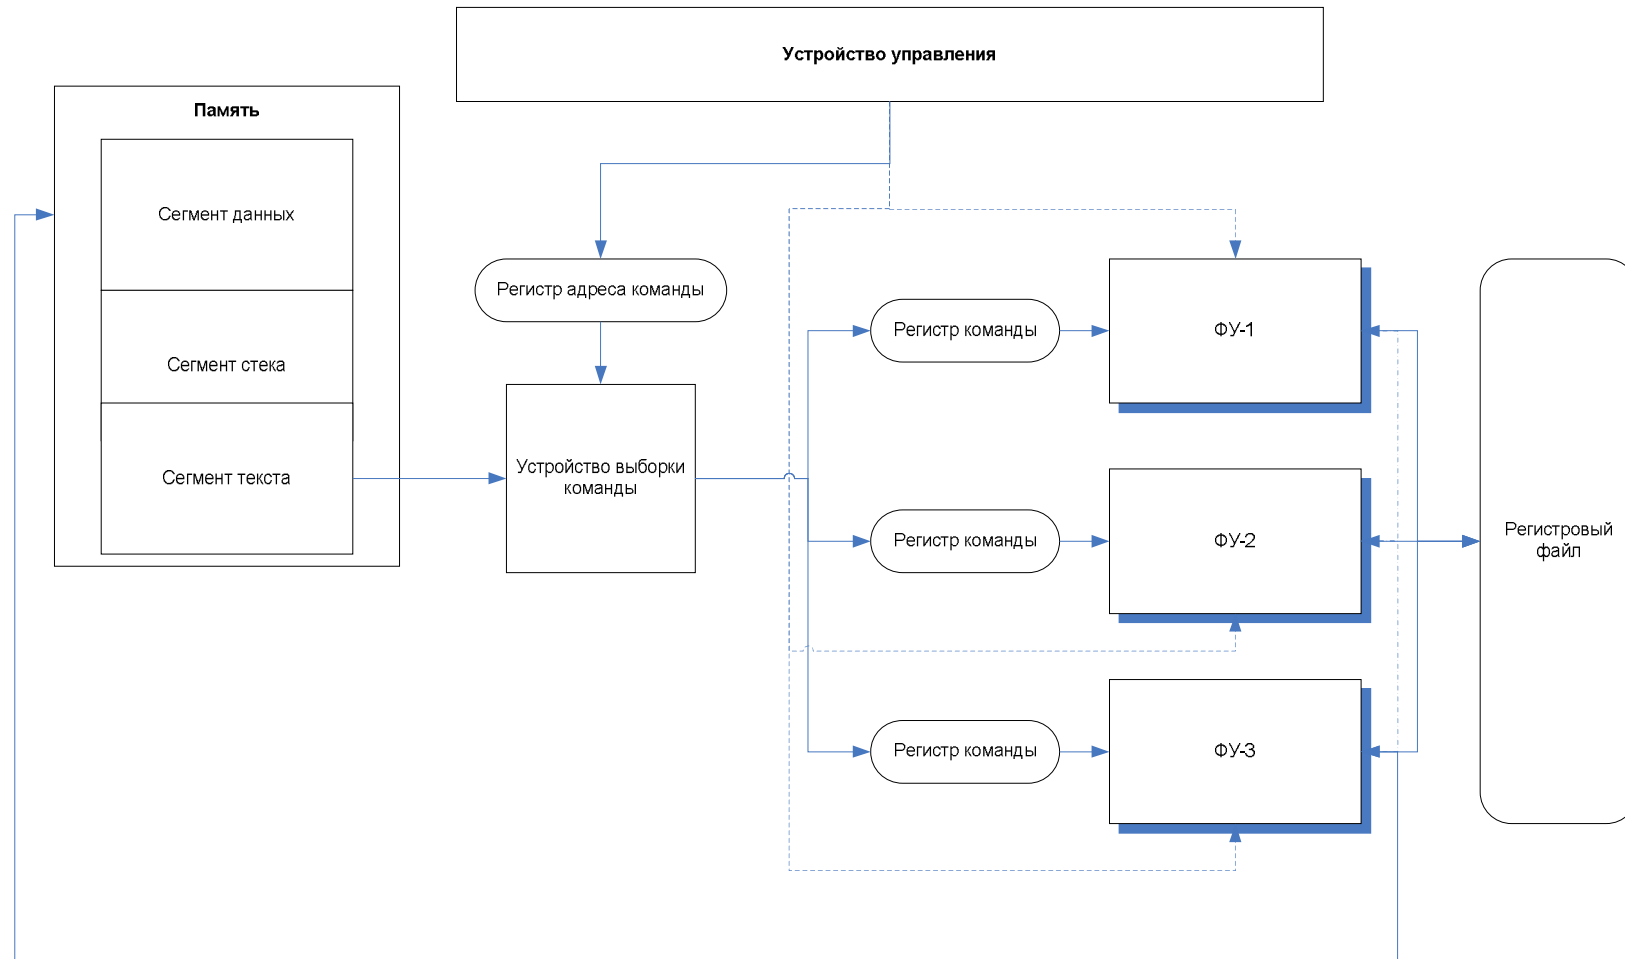 Устройство управления
Память
Сегмент данных
Сегмент стека
Сегмент текста
Регистр адреса команды
Устройство выборки
команды
Регистр команды
ФУ-1
Регистр команды
ФУ-2
Регистр команды
ФУ-3
Регистровый
файл